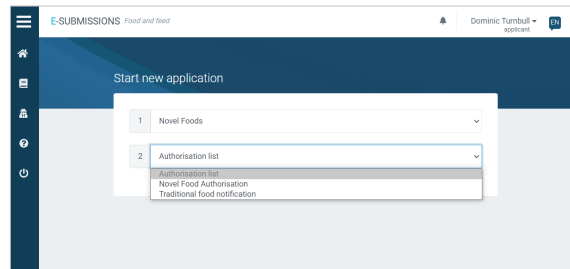 E-SUBMISSIONS Food and feed
Dominic Turnbull
applicant
EN
Start new application
1 Novel Foods
2 Authorisation list
Authorisation list
Novel Food Authorisation
Traditional food notification